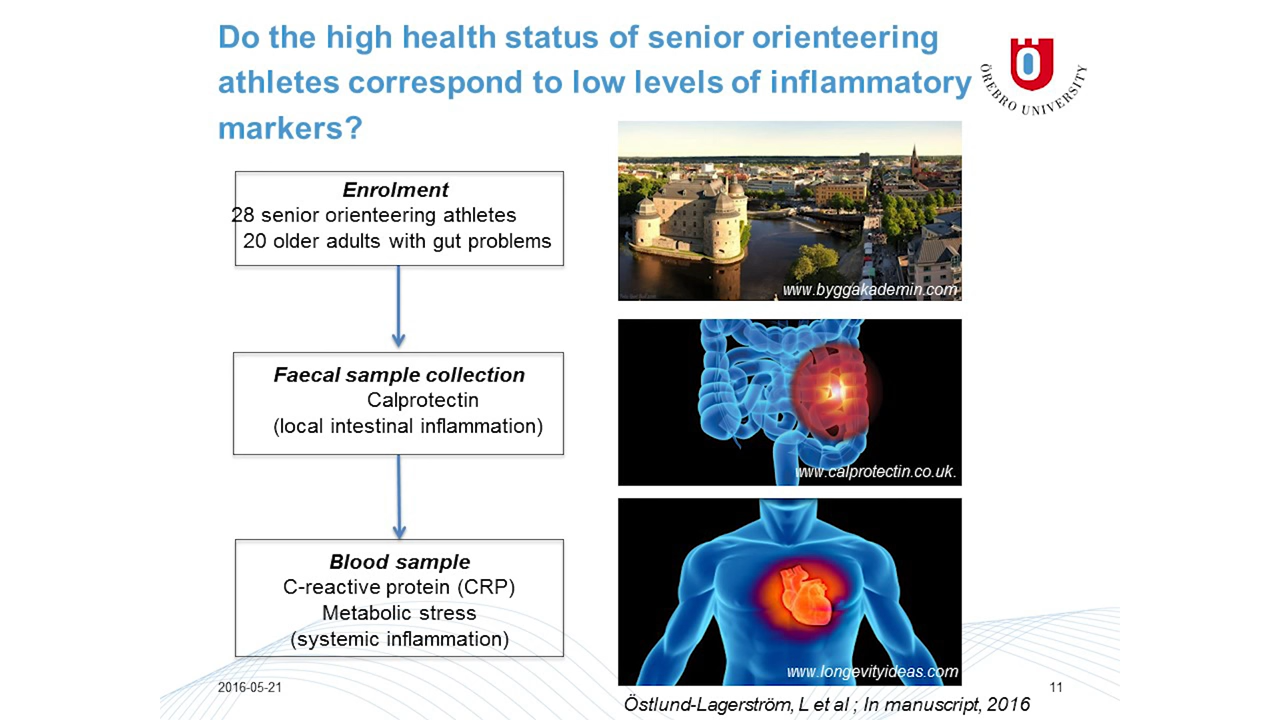 Do the high health status of senior orienteering
athletes correspond to low levels of inflammatory
markers?
ÖREBRO UNIVERSITY
Enrolment
28 senior orienteering athletes
20 older adults with gut problems
www.byggakademin.com
Faecal sample collection
Calprotectin
(local intestinal inflammation)
www.calprotectin.co.uk.
Blood sample
C-reactive protein (CRP)
Metabolic stress
(systemic inflammation)
www.longevityideas.com
2016-05-21
11
Östlund-Lagerström, L et al ; In manuscript, 2016